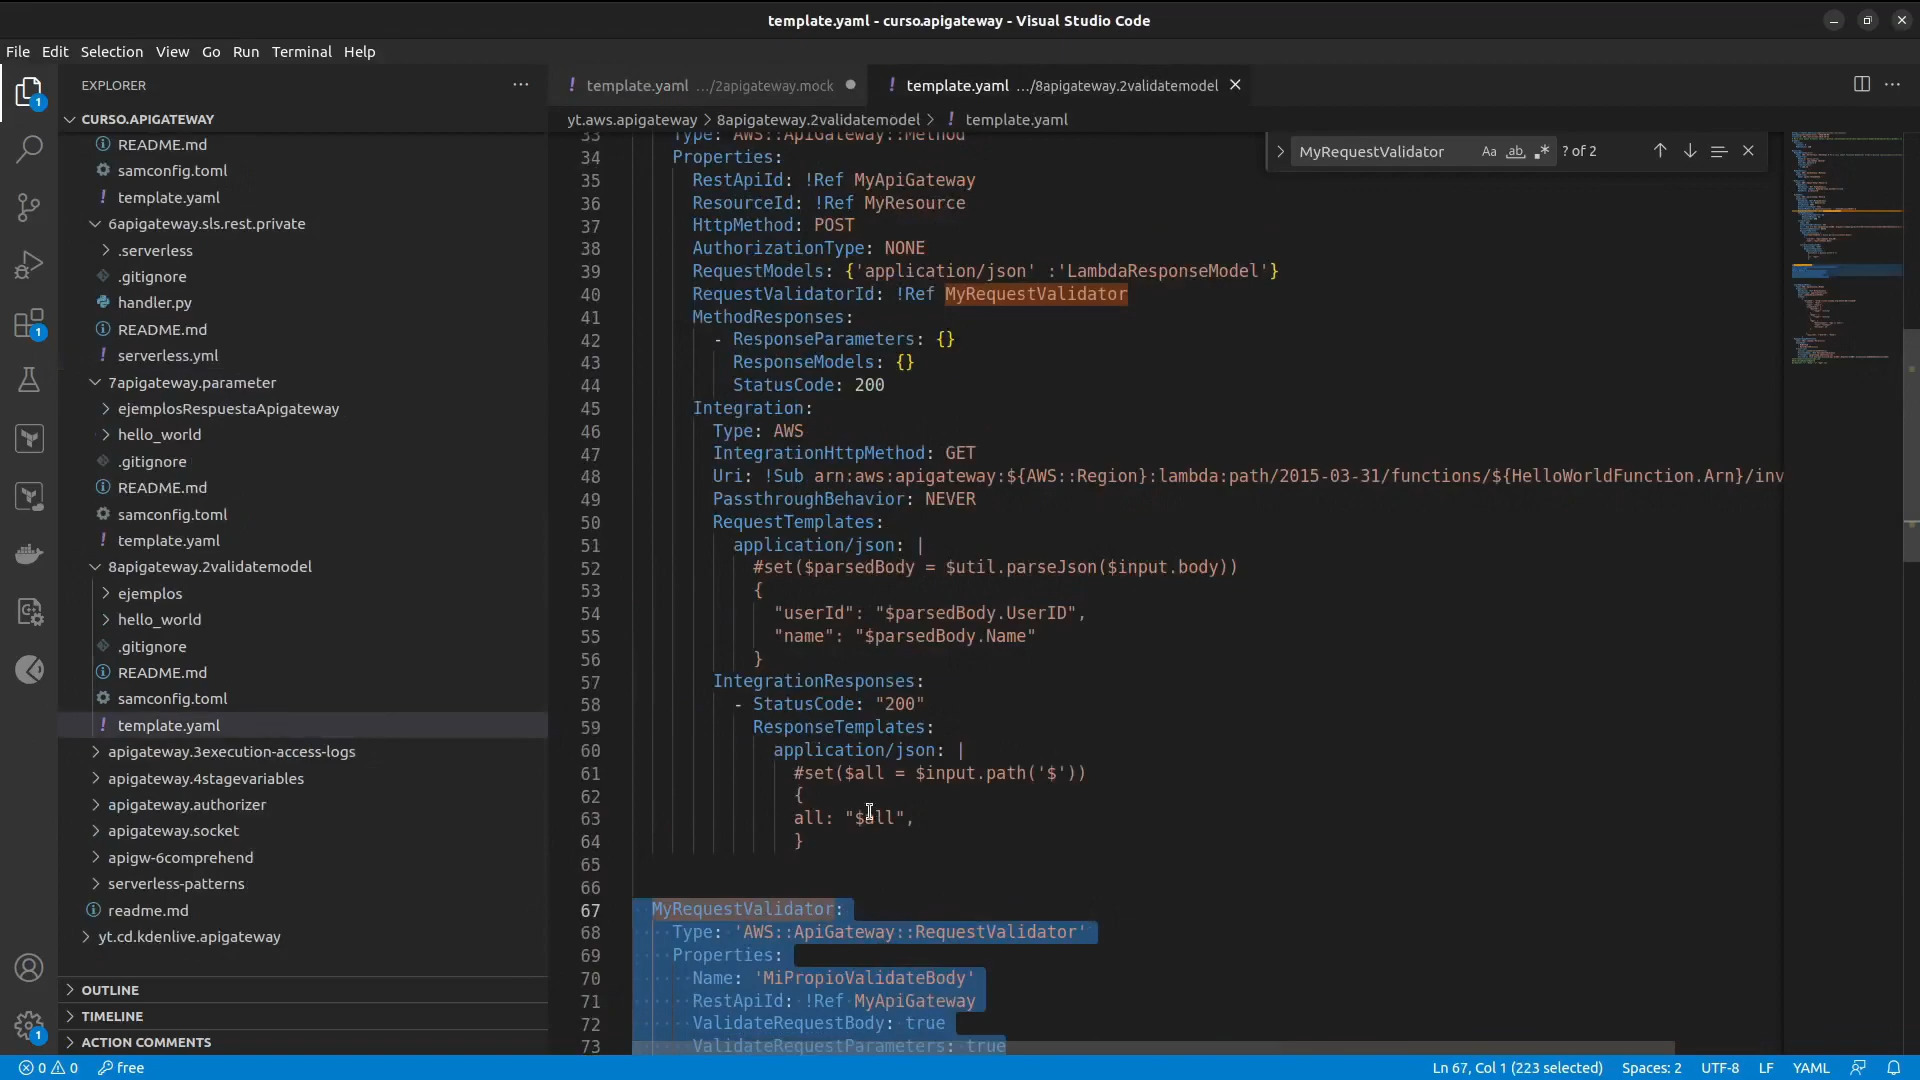 template.yaml - curso.apigateway - Visual Studio Code
File Edit Selection View Go Run Terminal Help
EXPLORER
CURSO.APIGATEWAY
README.md
samconfig.toml
template.yaml
6apigateway.sls.rest.private
.serverless
.gitignore
handler.py
README.md
serverless.yml
7apigateway.parameter
ejemplosRespuestaApigateway
hello_world
.gitignore
README.md
samconfig.toml
template.yaml
8apigateway.2validatemodel
ejemplos
hello_world
.gitignore
README.md
samconfig.toml
template.yaml
apigateway.3execution-access-logs
apigateway.4stagevariables
apigateway.authorizer
apigateway.socket
apigw-6comprehend
serverless-patterns
readme.md
yt.cd.kdenlive.apigateway
OUTLINE
TIMELINE
ACTION COMMENTS
1
1
1
template.yaml .../2apigateway.mock
template.yaml .../8apigateway.2validatemodel
yt.aws.apigateway > 8apigateway.2validatemodel > template.yaml
MyRequestValidator Aa ab .* ? of 2
33 Type: AWS::ApiGateway::Method
34 Properties:
35 RestApiId: !Ref MyApiGateway
36 ResourceId: !Ref MyResource
37 HttpMethod: POST
38 AuthorizationType: NONE
39 RequestModels: {'application/json' :'LambdaResponseModel'}
40 RequestValidatorId: !Ref MyRequestValidator
41 MethodResponses:
42 - ResponseParameters: {}
43 ResponseModels: {}
44 StatusCode: 200
45 Integration:
46 Type: AWS
47 IntegrationHttpMethod: GET
48 Uri: !Sub arn:aws:apigateway:${AWS::Region}:lambda:path/2015-03-31/functions/${HelloWorldFunction.Arn}/inv
49 PassthroughBehavior: NEVER
50 RequestTemplates:
51 application/json: |
52 #set($parsedBody = $util.parseJson($input.body))
53 {
54 "userId": "$parsedBody.UserID",
55 "name": "$parsedBody.Name"
56 }
57 IntegrationResponses:
58 - StatusCode: "200"
59 ResponseTemplates:
60 application/json: |
61 #set($all = $input.path('$'))
62 {
63 all: "$all",
64 }
65
66
67 MyRequestValidator:
68 Type: 'AWS::ApiGateway::RequestValidator'
69 Properties:
70 Name: 'MiPropioValidateBody'
71 RestApiId: !Ref MyApiGateway
72 ValidateRequestBody: true
73 ValidateRequestParameters: true
0 0 free
Ln 67, Col 1 (223 selected) Spaces: 2 UTF-8 LF YAML